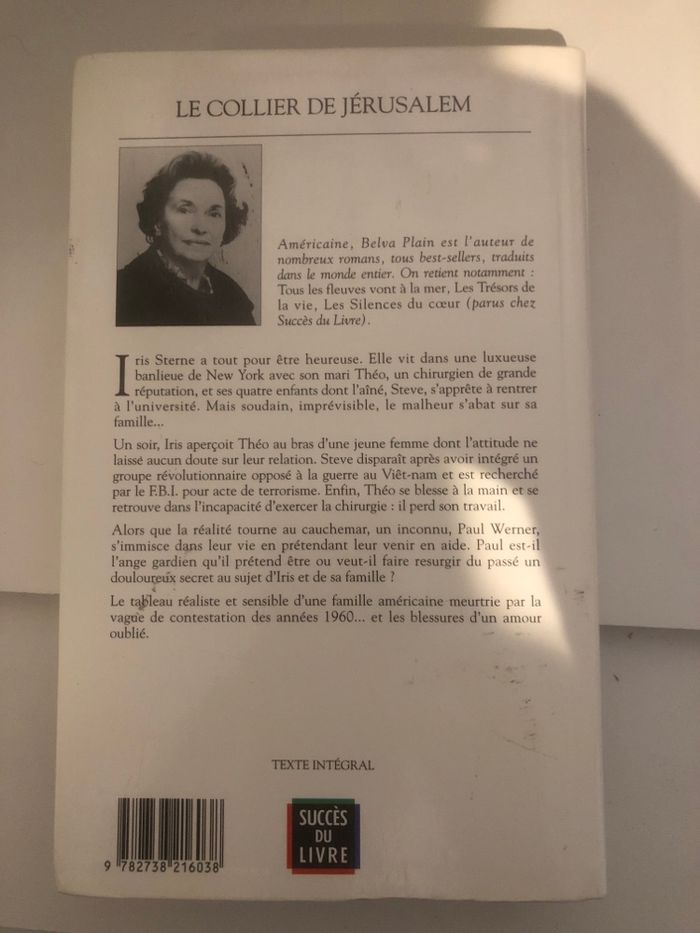 LE COLLIER DE JÉRUSALEM
Américaine, Belva Plain est l'auteur de
nombreux romans, tous best-sellers, traduits
dans le monde entier. On retient notamment :
Tous les fleuves vont à la mer, Les Trésors de
la vie, Les Silences du cœur (parus chez
Succès du Livre).
Iris Sterne a tout pour être heureuse. Elle vit dans une luxueuse
banlieue de New York avec son mari Théo, un chirurgien de grande
réputation, et ses quatre enfants dont l'aîné, Steve, s'apprête à rentrer
à l'université. Mais soudain, imprévisible, le malheur s'abat sur sa
famille...
Un soir, Iris aperçoit Théo au bras d'une jeune femme dont l'attitude ne
laisse aucun doute sur leur relation. Steve disparaît après avoir intégré un
groupe révolutionnaire opposé à la guerre au Viêt-nam et est recherché
par le F.B.I. pour acte de terrorisme. Enfin, Théo se blesse à la main et se
retrouve dans l'incapacité d'exercer la chirurgie : il perd son travail.
Alors que la réalité tourne au cauchemar, un inconnu, Paul Werner,
s'immisce dans leur vie en prétendant leur venir en aide. Paul est-il
l'ange gardien qu'il prétend être ou veut-il faire resurgir du passé un
douloureux secret au sujet d'Iris et de sa famille ?
Le tableau réaliste et sensible d'une famille américaine meurtrie par la
vague de contestation des années 1960... et les blessures d'un amour
oublié.
TEXTE INTÉGRAL
SUCCÈS
DU
LIVRE
9 782738 216038